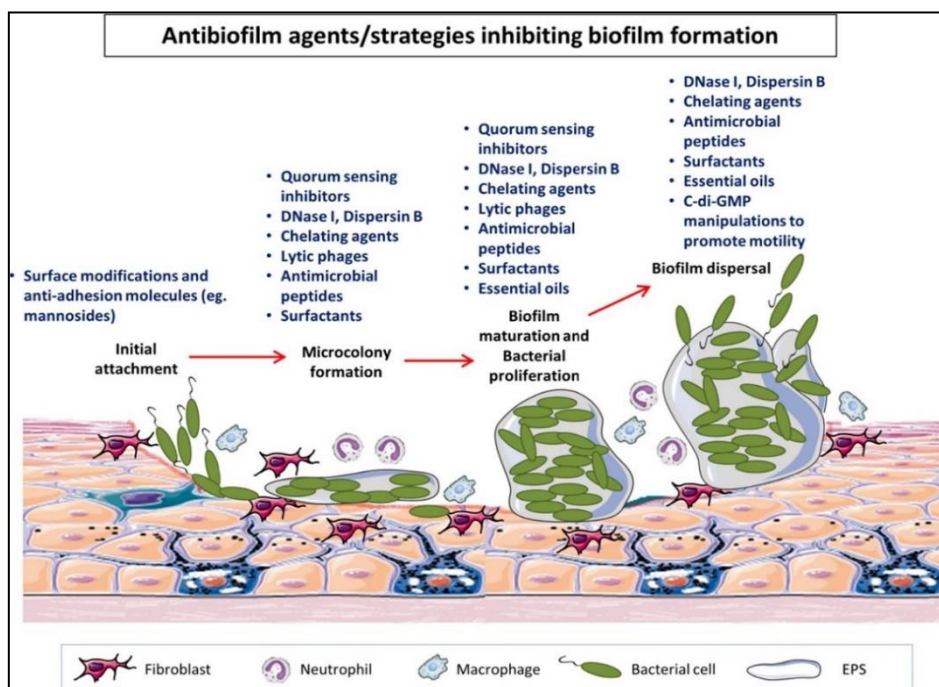 Antibiofilm agents/strategies inhibiting biofilm formation
• Surface modifications and
anti-adhesion molecules (eg.
mannosides)
Initial
attachment
• Quorum sensing
inhibitors
• DNase I, Dispersin B
• Chelating agents
• Lytic phages
• Antimicrobial
peptides
• Surfactants
Microcolony
formation
• Quorum sensing
inhibitors
• DNase I, Dispersin B
• Chelating agents
• Lytic phages
• Antimicrobial
peptides
• Surfactants
• Essential oils
Biofilm
maturation and
Bacterial
proliferation
• DNase I, Dispersin B
• Chelating agents
• Antimicrobial
peptides
• Surfactants
• Essential oils
• C-di-GMP
manipulations to
promote motility
Biofilm dispersal
Fibroblast
Neutrophil
Macrophage
Bacterial cell
EPS